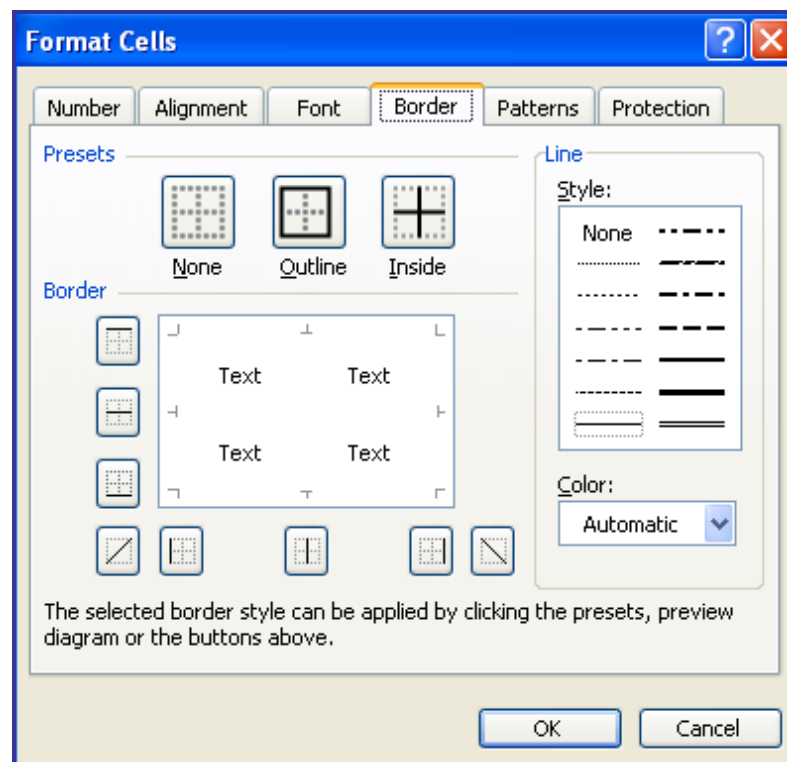 Format Cells
Number Alignment Font Border Patterns Protection
Presets
None Outline Inside
Border
Text Text
Text Text
Line
Style:
None
Color:
Automatic
The selected border style can be applied by clicking the presets, preview
diagram or the buttons above.
OK Cancel